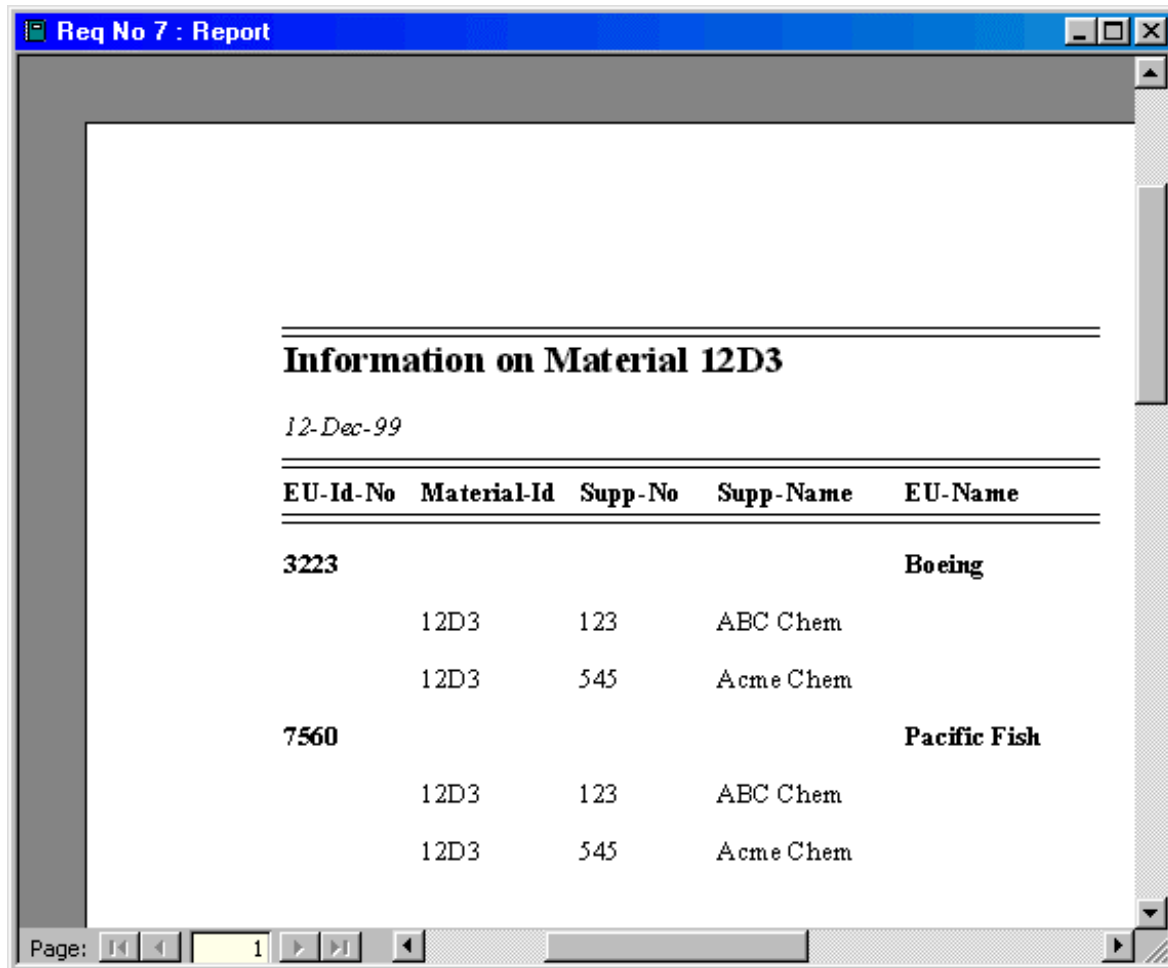 Req No 7 : Report
Information on Material 12D3
12-Dec-99
EU-Id-No Material-Id Supp-No Supp-Name EU-Name
3223 Boeing
12D3 123 ABC Chem
12D3 545 Acme Chem
7560 Pacific Fish
12D3 123 ABC Chem
12D3 545 Acme Chem
Page: 1